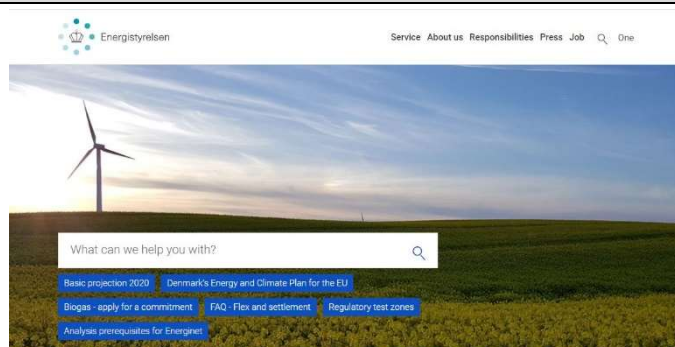 Energistyrelsen
Service About us Responsibilities Press Job One
What can we help you with?
Basic projection 2020 Denmark's Energy and Climate Plan for the EU
Biogas - apply for a commitment FAQ - Flex and settlement Regulatory test zones
Analysis prerequisites for Energinet